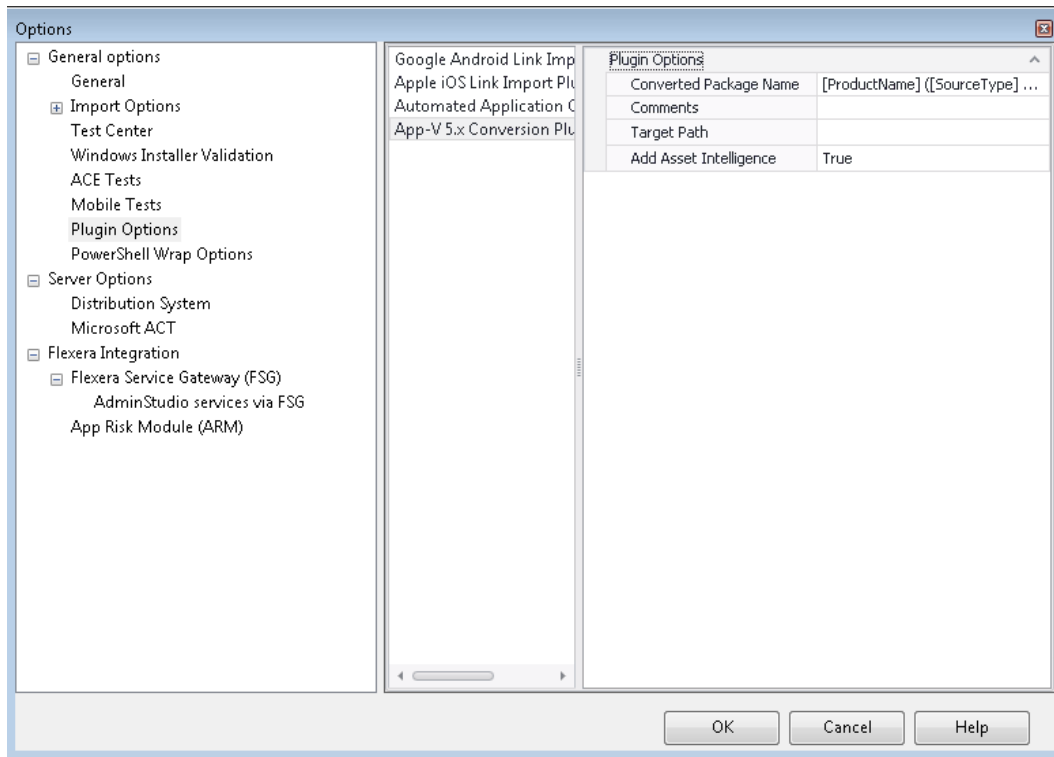 Options
General options
General
Import Options
Test Center
Windows Installer Validation
ACE Tests
Mobile Tests
Plugin Options
PowerShell Wrap Options
Server Options
Distribution System
Microsoft ACT
Flexera Integration
Flexera Service Gateway (FSG)
AdminStudio services via FSG
App Risk Module (ARM)
Google Android Link Imp
Apple iOS Link Import Plu
Automated Application C
App-V 5.x Conversion Plu
Plugin Options
Converted Package Name [ProductName] ([SourceType] ...
Comments
Target Path
Add Asset Intelligence True
OK Cancel Help